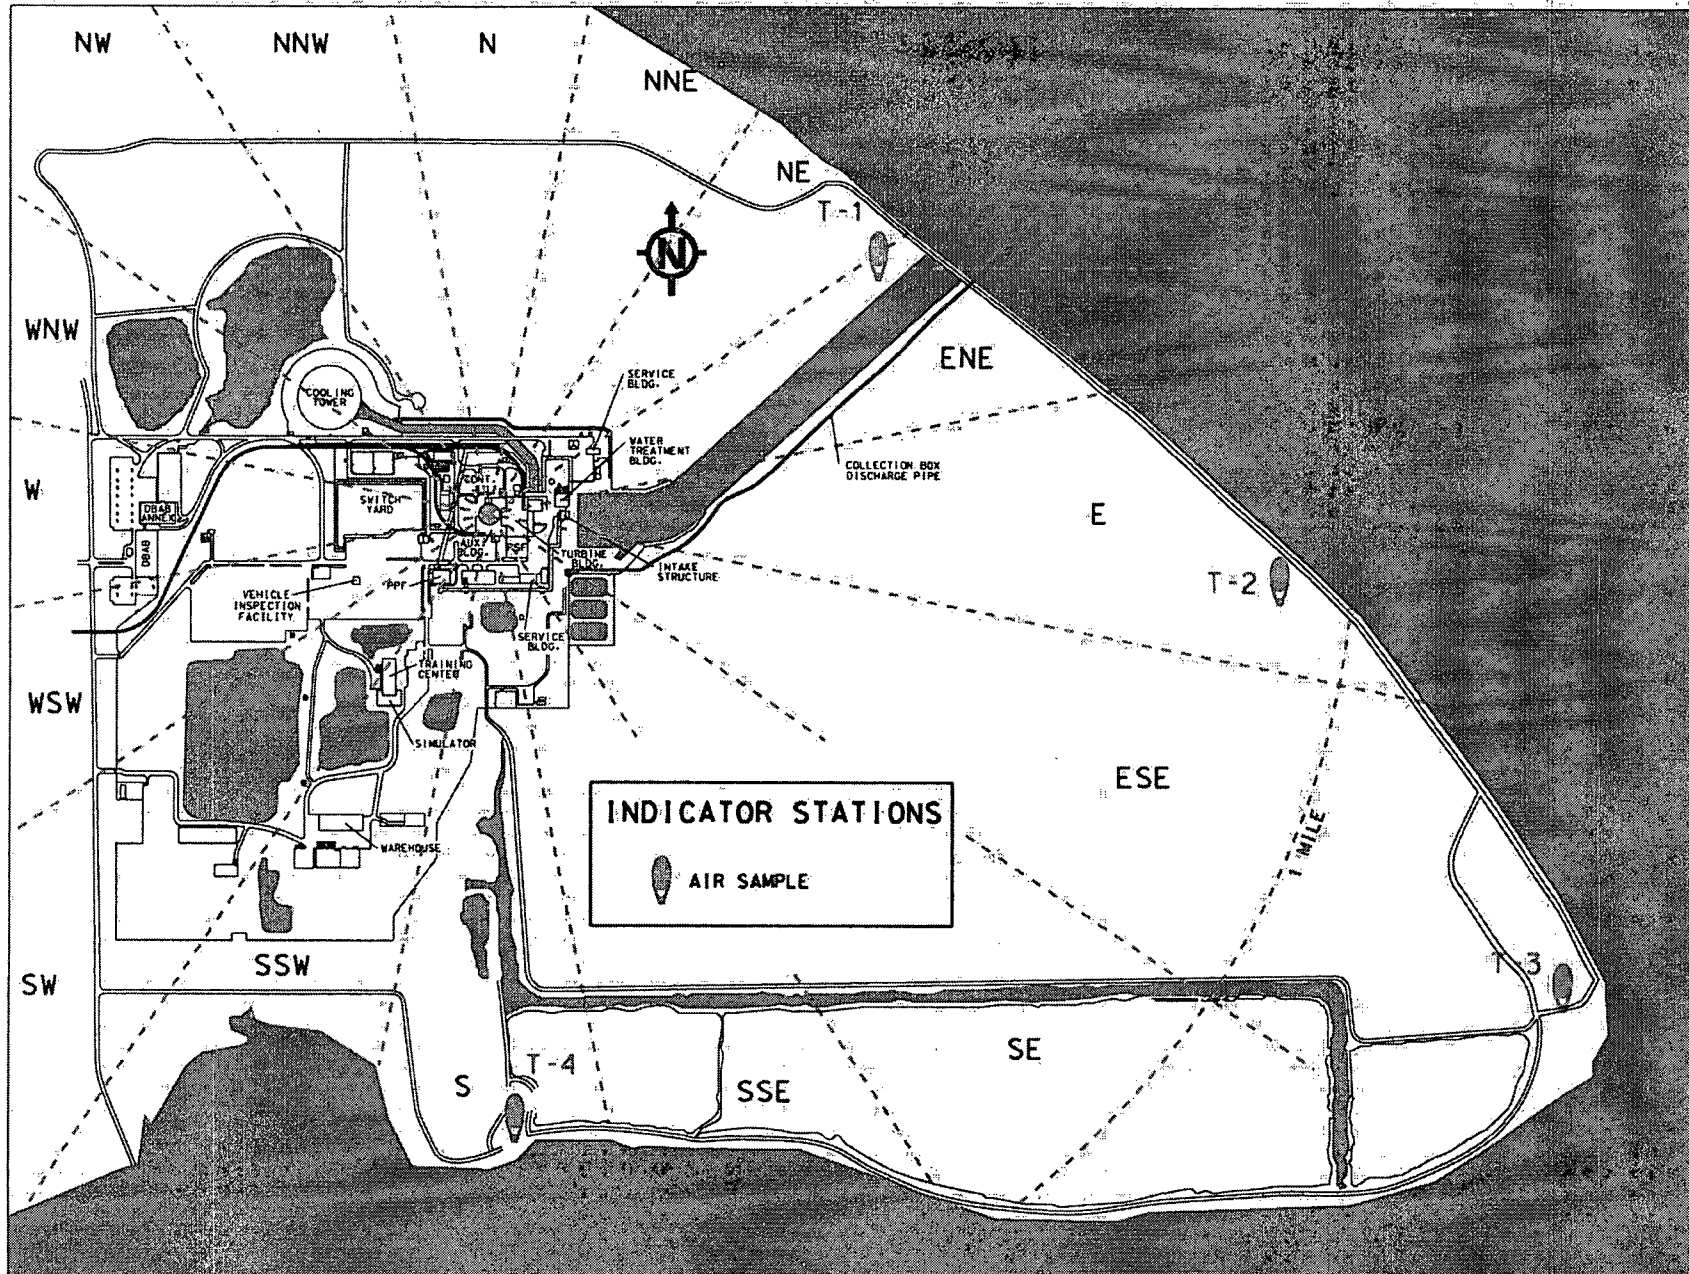 NW
NNW
N
NNE
NE
T-1
N
WNW
ENE
SERVICE
BLDG.
COOLING
TOWER
WATER
TREATMENT
BLDG.
COLLECTION BOX
DISCHARGE PIPE
W
CONT.
SWITCH
YARD
DBAB
ANNEX
E
AUX.
BLDG.
PSF
TURBINE
BLDG.
DBAB
INTAKE
STRUCTURE
T-2
PPF
VEHICLE
INSPECTION
FACILITY
SERVICE
BLDG.
TRAINING
CENTER
WSW
SIMULATOR
ESE
INDICATOR STATIONS
AIR SAMPLE
1 MILE
WAREHOUSE
SSW
SW
T-3
SE
T-4
S
SSE